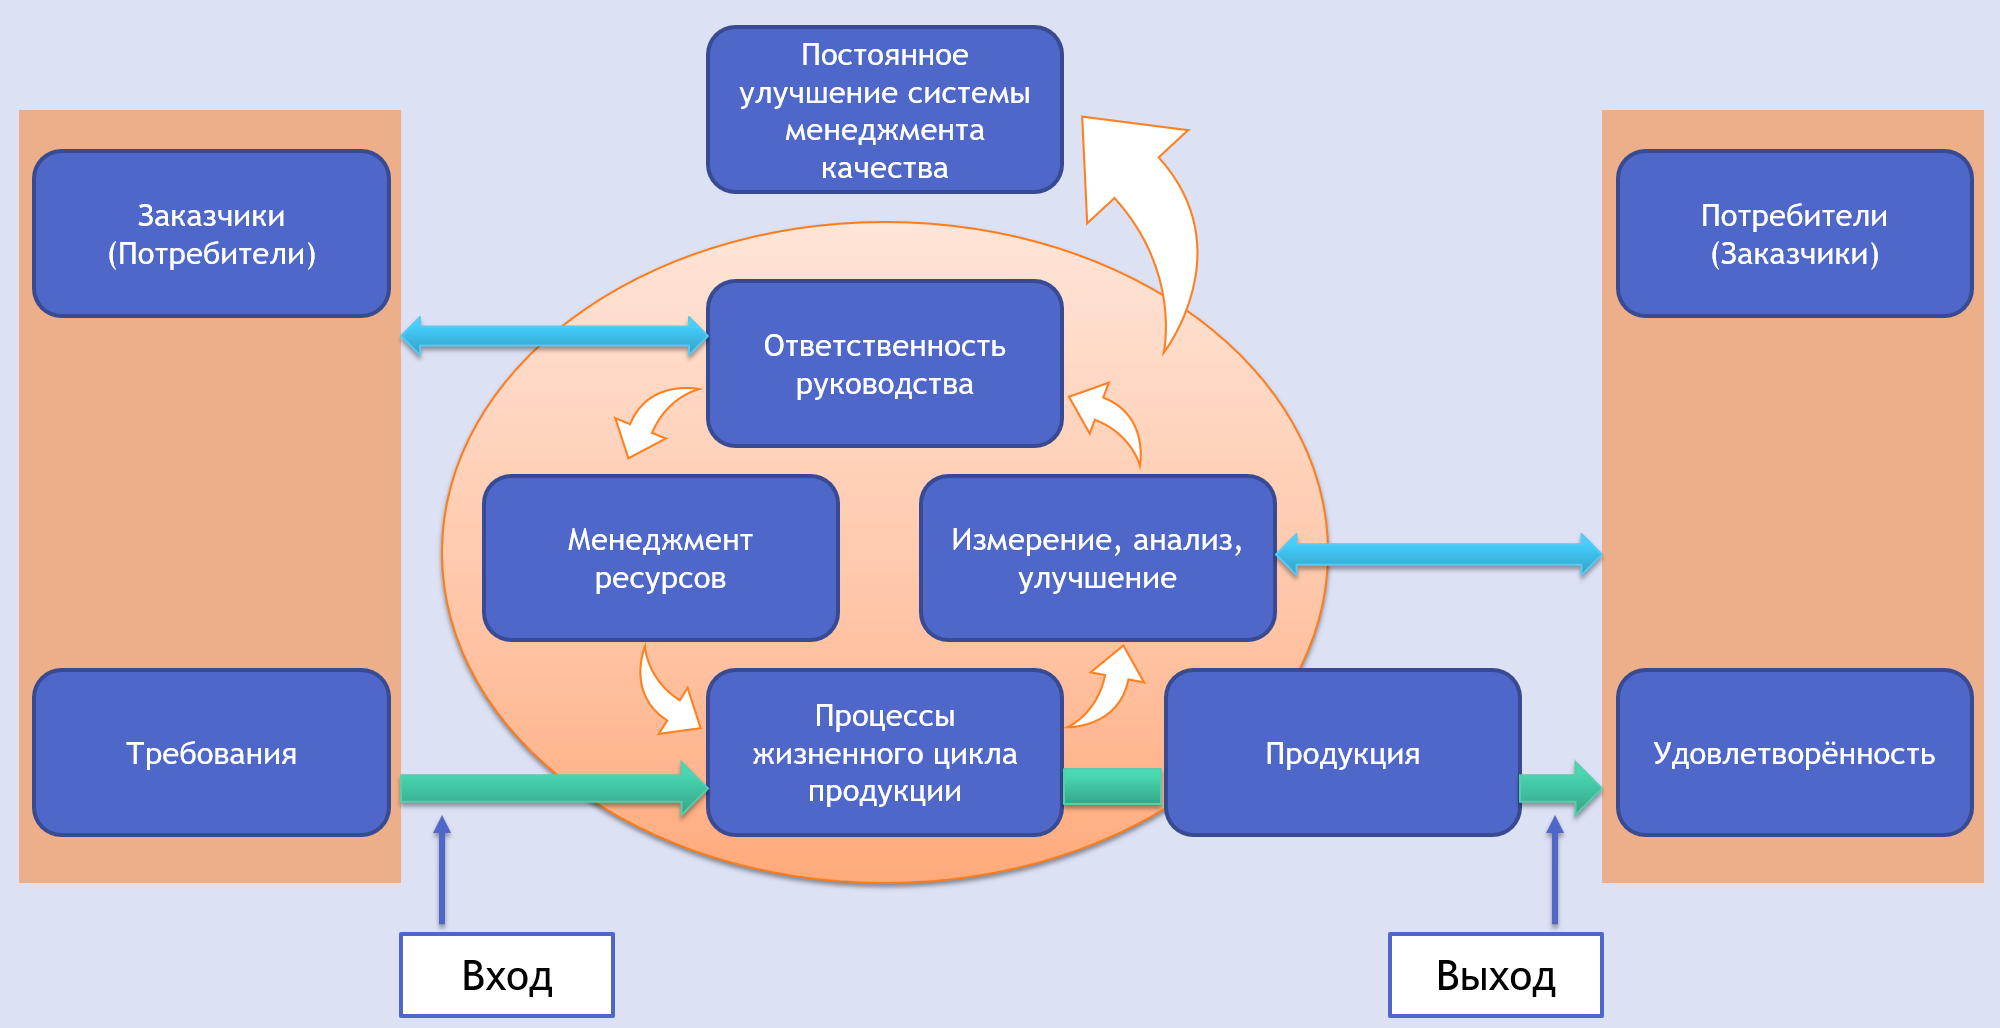 Постоянное
улучшение системы
менеджмента
качества
Заказчики
(Потребители)
Потребители
(Заказчики)
Ответственность
руководства
Менеджмент
ресурсов
Измерение, анализ,
улучшение
Требования
Процессы
жизненного цикла
продукции
Продукция
Удовлетворённость
Вход
Выход